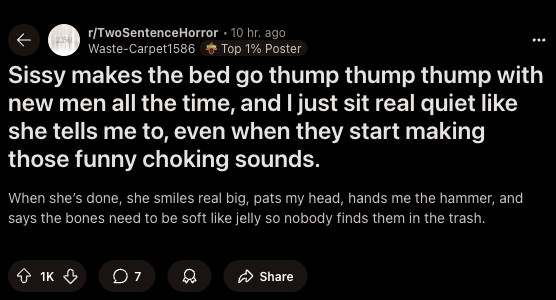 r/TwoSentenceHorror • 10 hr. ago
Waste-Carpet1586 Top 1% Poster
Sissy makes the bed go thump thump thump with
new men all the time, and I just sit real quiet like
she tells me to, even when they start making
those funny choking sounds.
When she's done, she smiles real big, pats my head, hands me the hammer, and
says the bones need to be soft like jelly so nobody finds them in the trash.
1K 7 Share